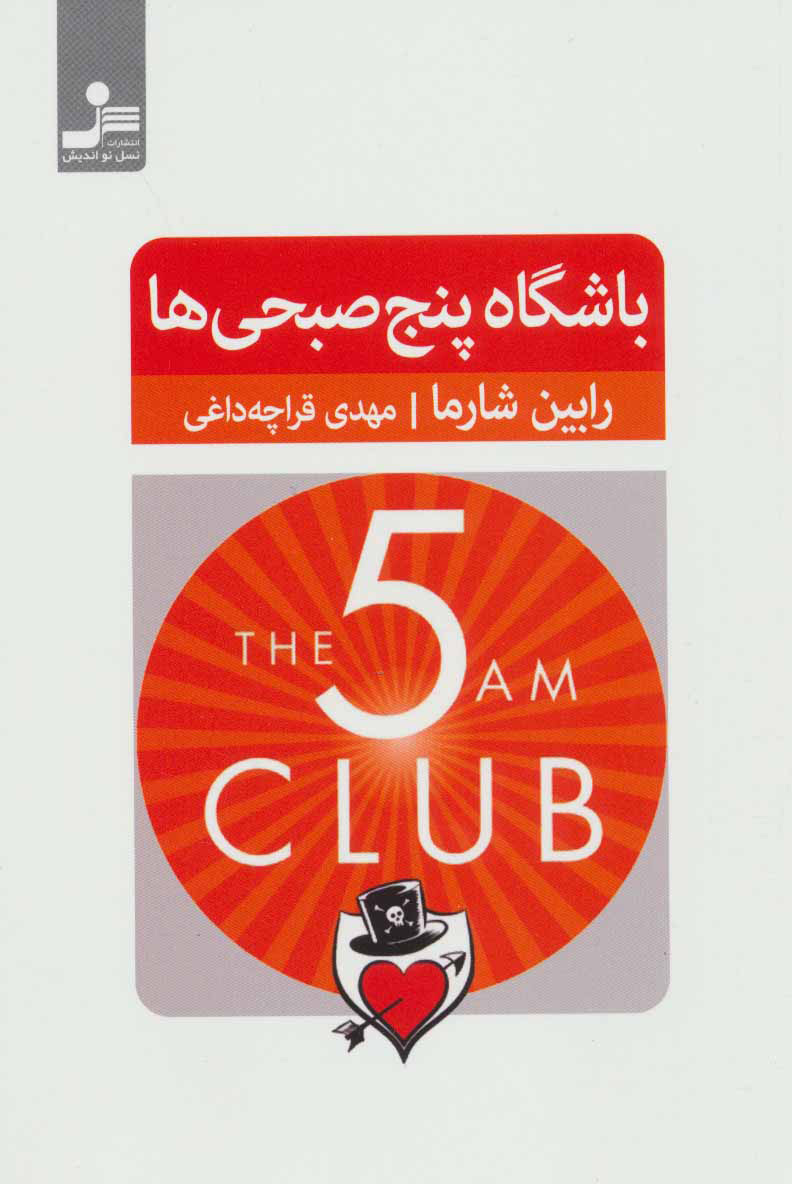 انتشارات
نسل نو اندیش
باشگاه پنج صبحی‌ها
رابین شارما | مهدی قراچه‌داغی
THE 5 AM
CLUB